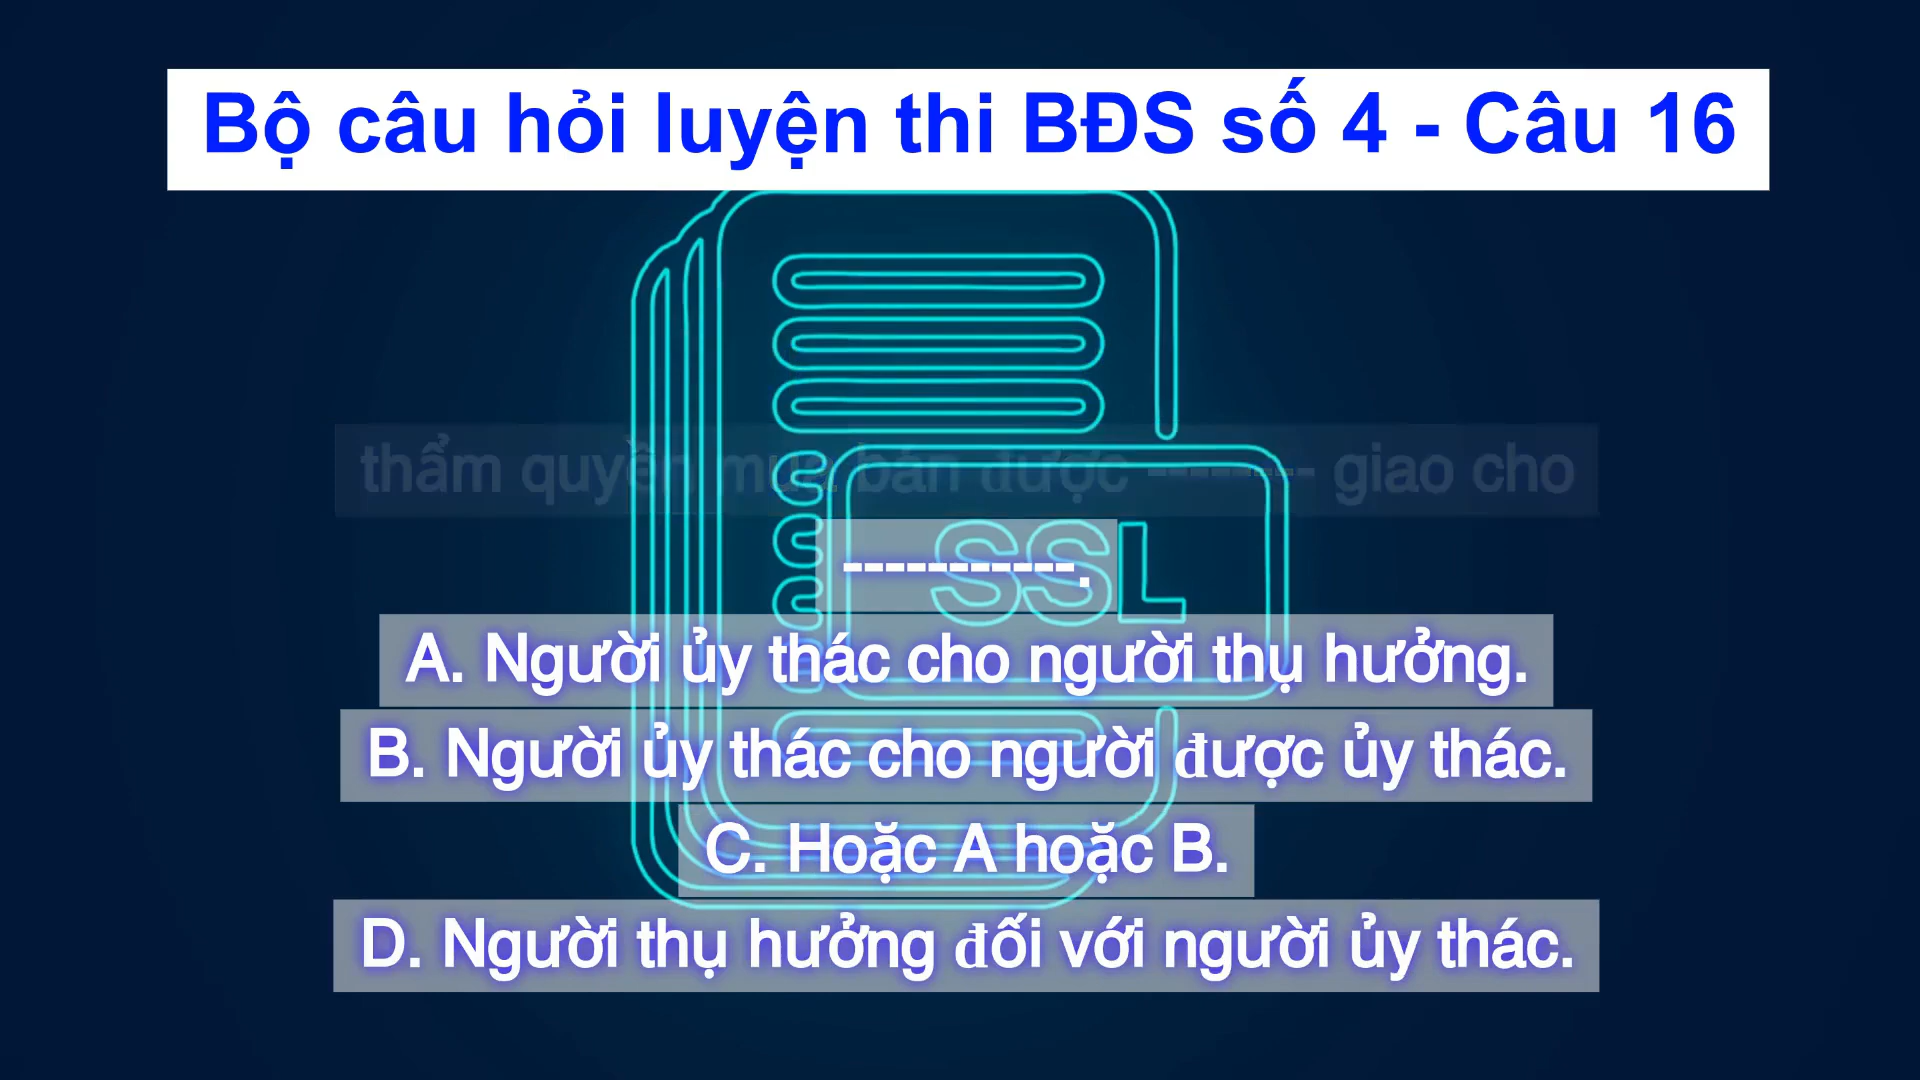 Bộ câu hỏi luyện thi BĐS số 4 - Câu 16
thẩm quyền mua bán được -------- giao cho
-----------.
SSL
A. Người ủy thác cho người thụ hưởng.
B. Người ủy thác cho người được ủy thác.
C. Hoặc A hoặc B.
D. Người thụ hưởng đối với người ủy thác.